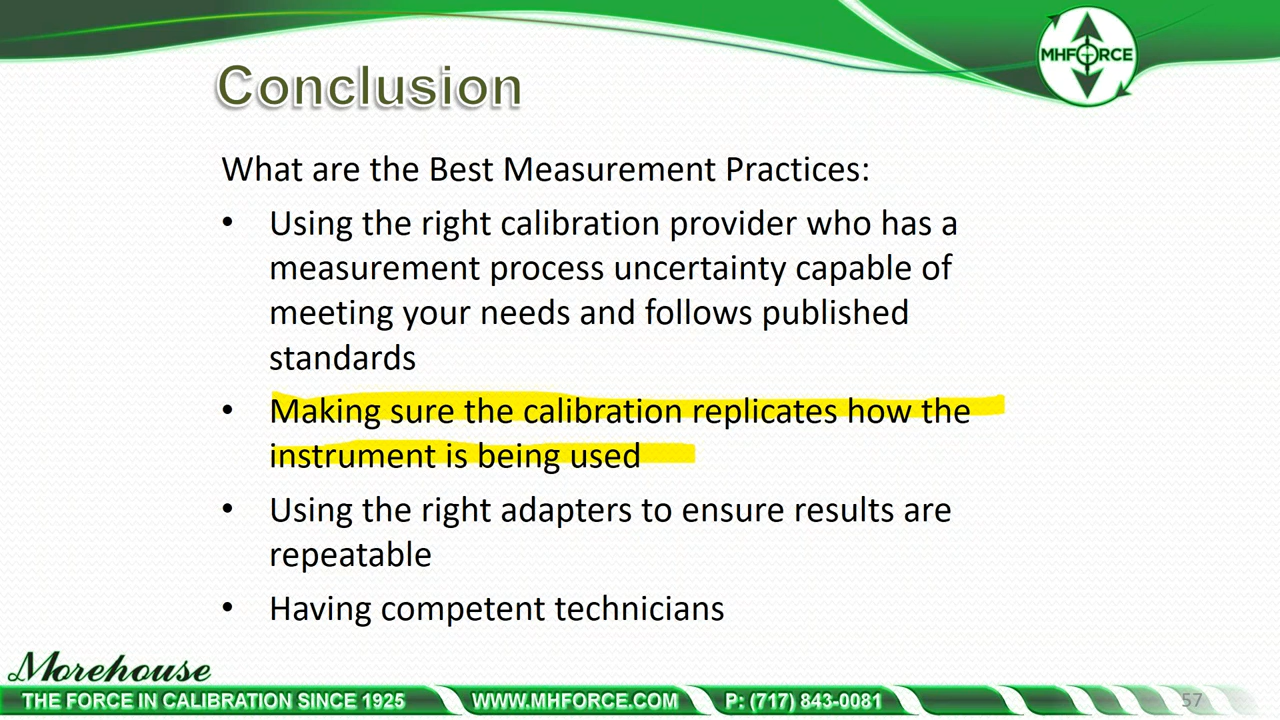 MHFORCE
Conclusion
What are the Best Measurement Practices:
• Using the right calibration provider who has a
measurement process uncertainty capable of
meeting your needs and follows published
standards
• Making sure the calibration replicates how the
instrument is being used
• Using the right adapters to ensure results are
repeatable
• Having competent technicians
Morehouse
THE FORCE IN CALIBRATION SINCE 1925 WWW.MHFORCE.COM P: (717) 843-0081 57